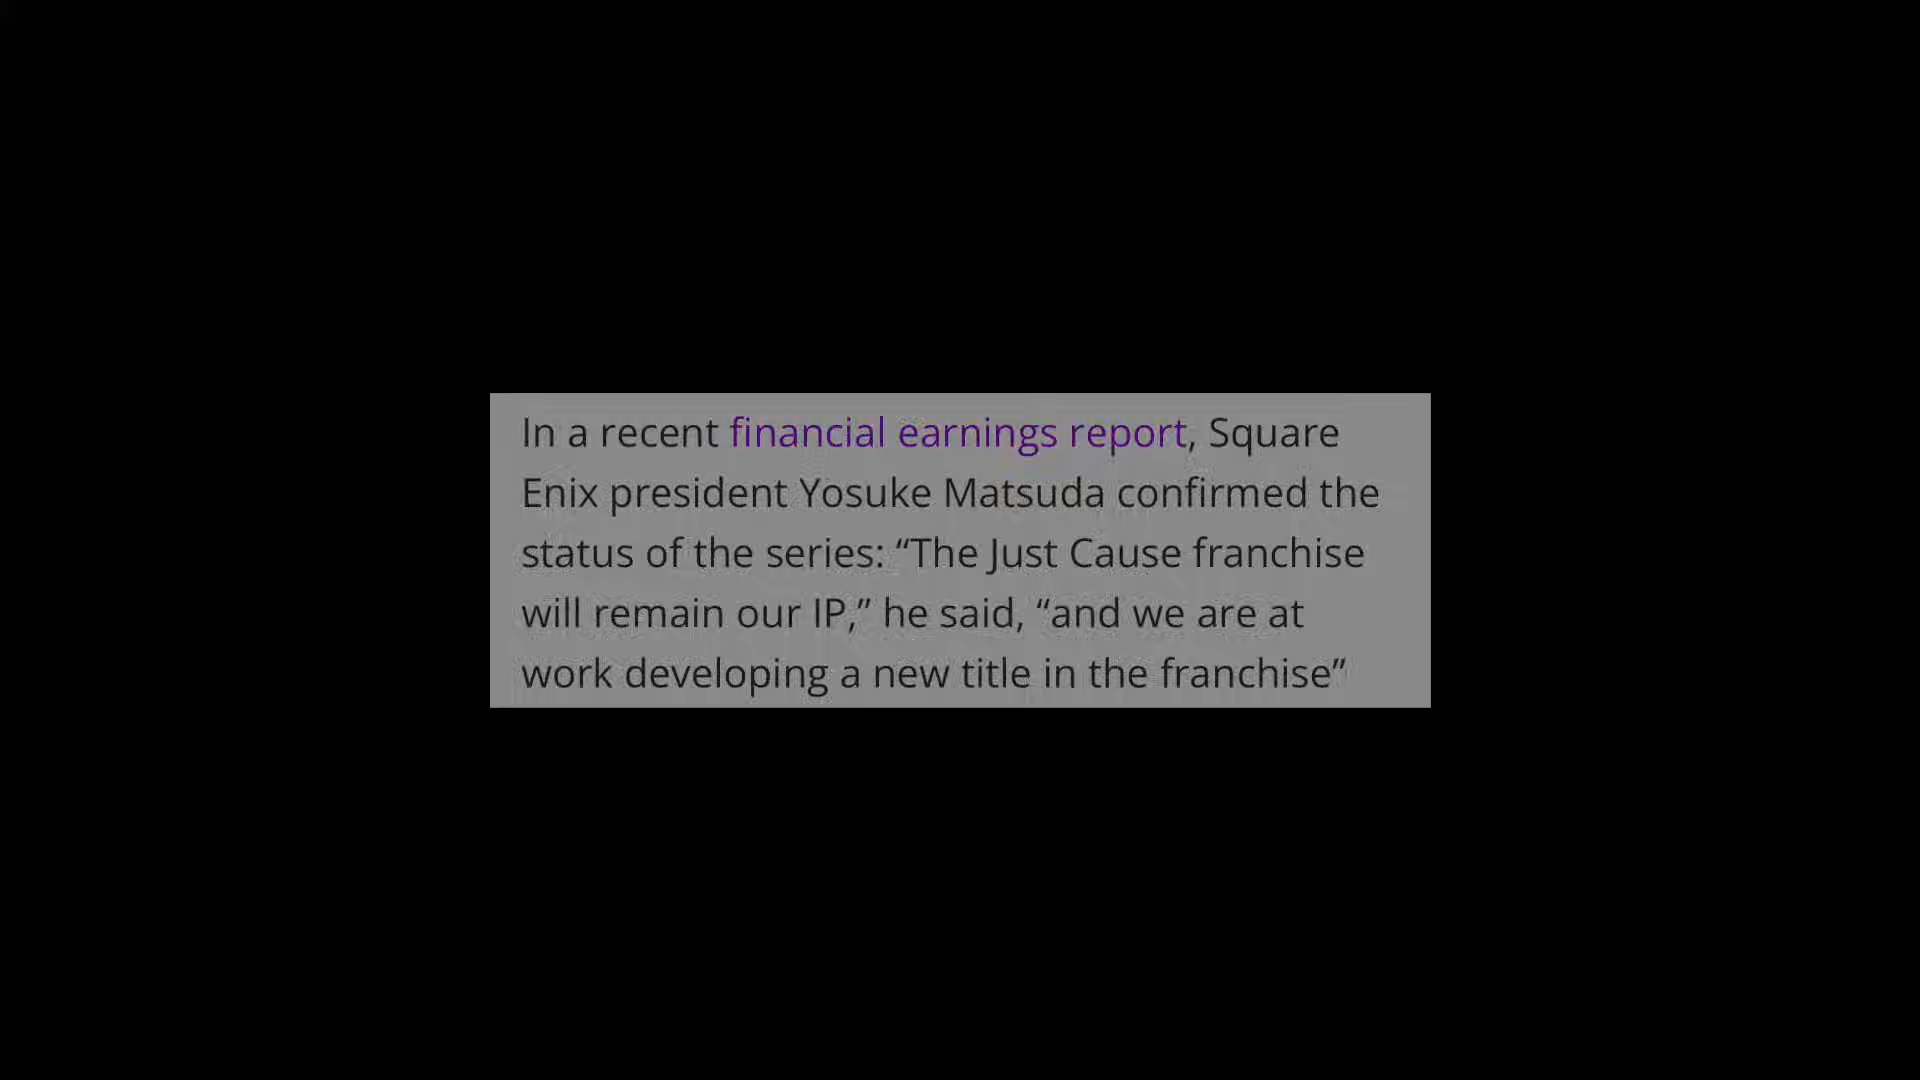 In a recent financial earnings report, Square
Enix president Yosuke Matsuda confirmed the
status of the series: “The Just Cause franchise
will remain our IP,” he said, “and we are at
work developing a new title in the franchise”